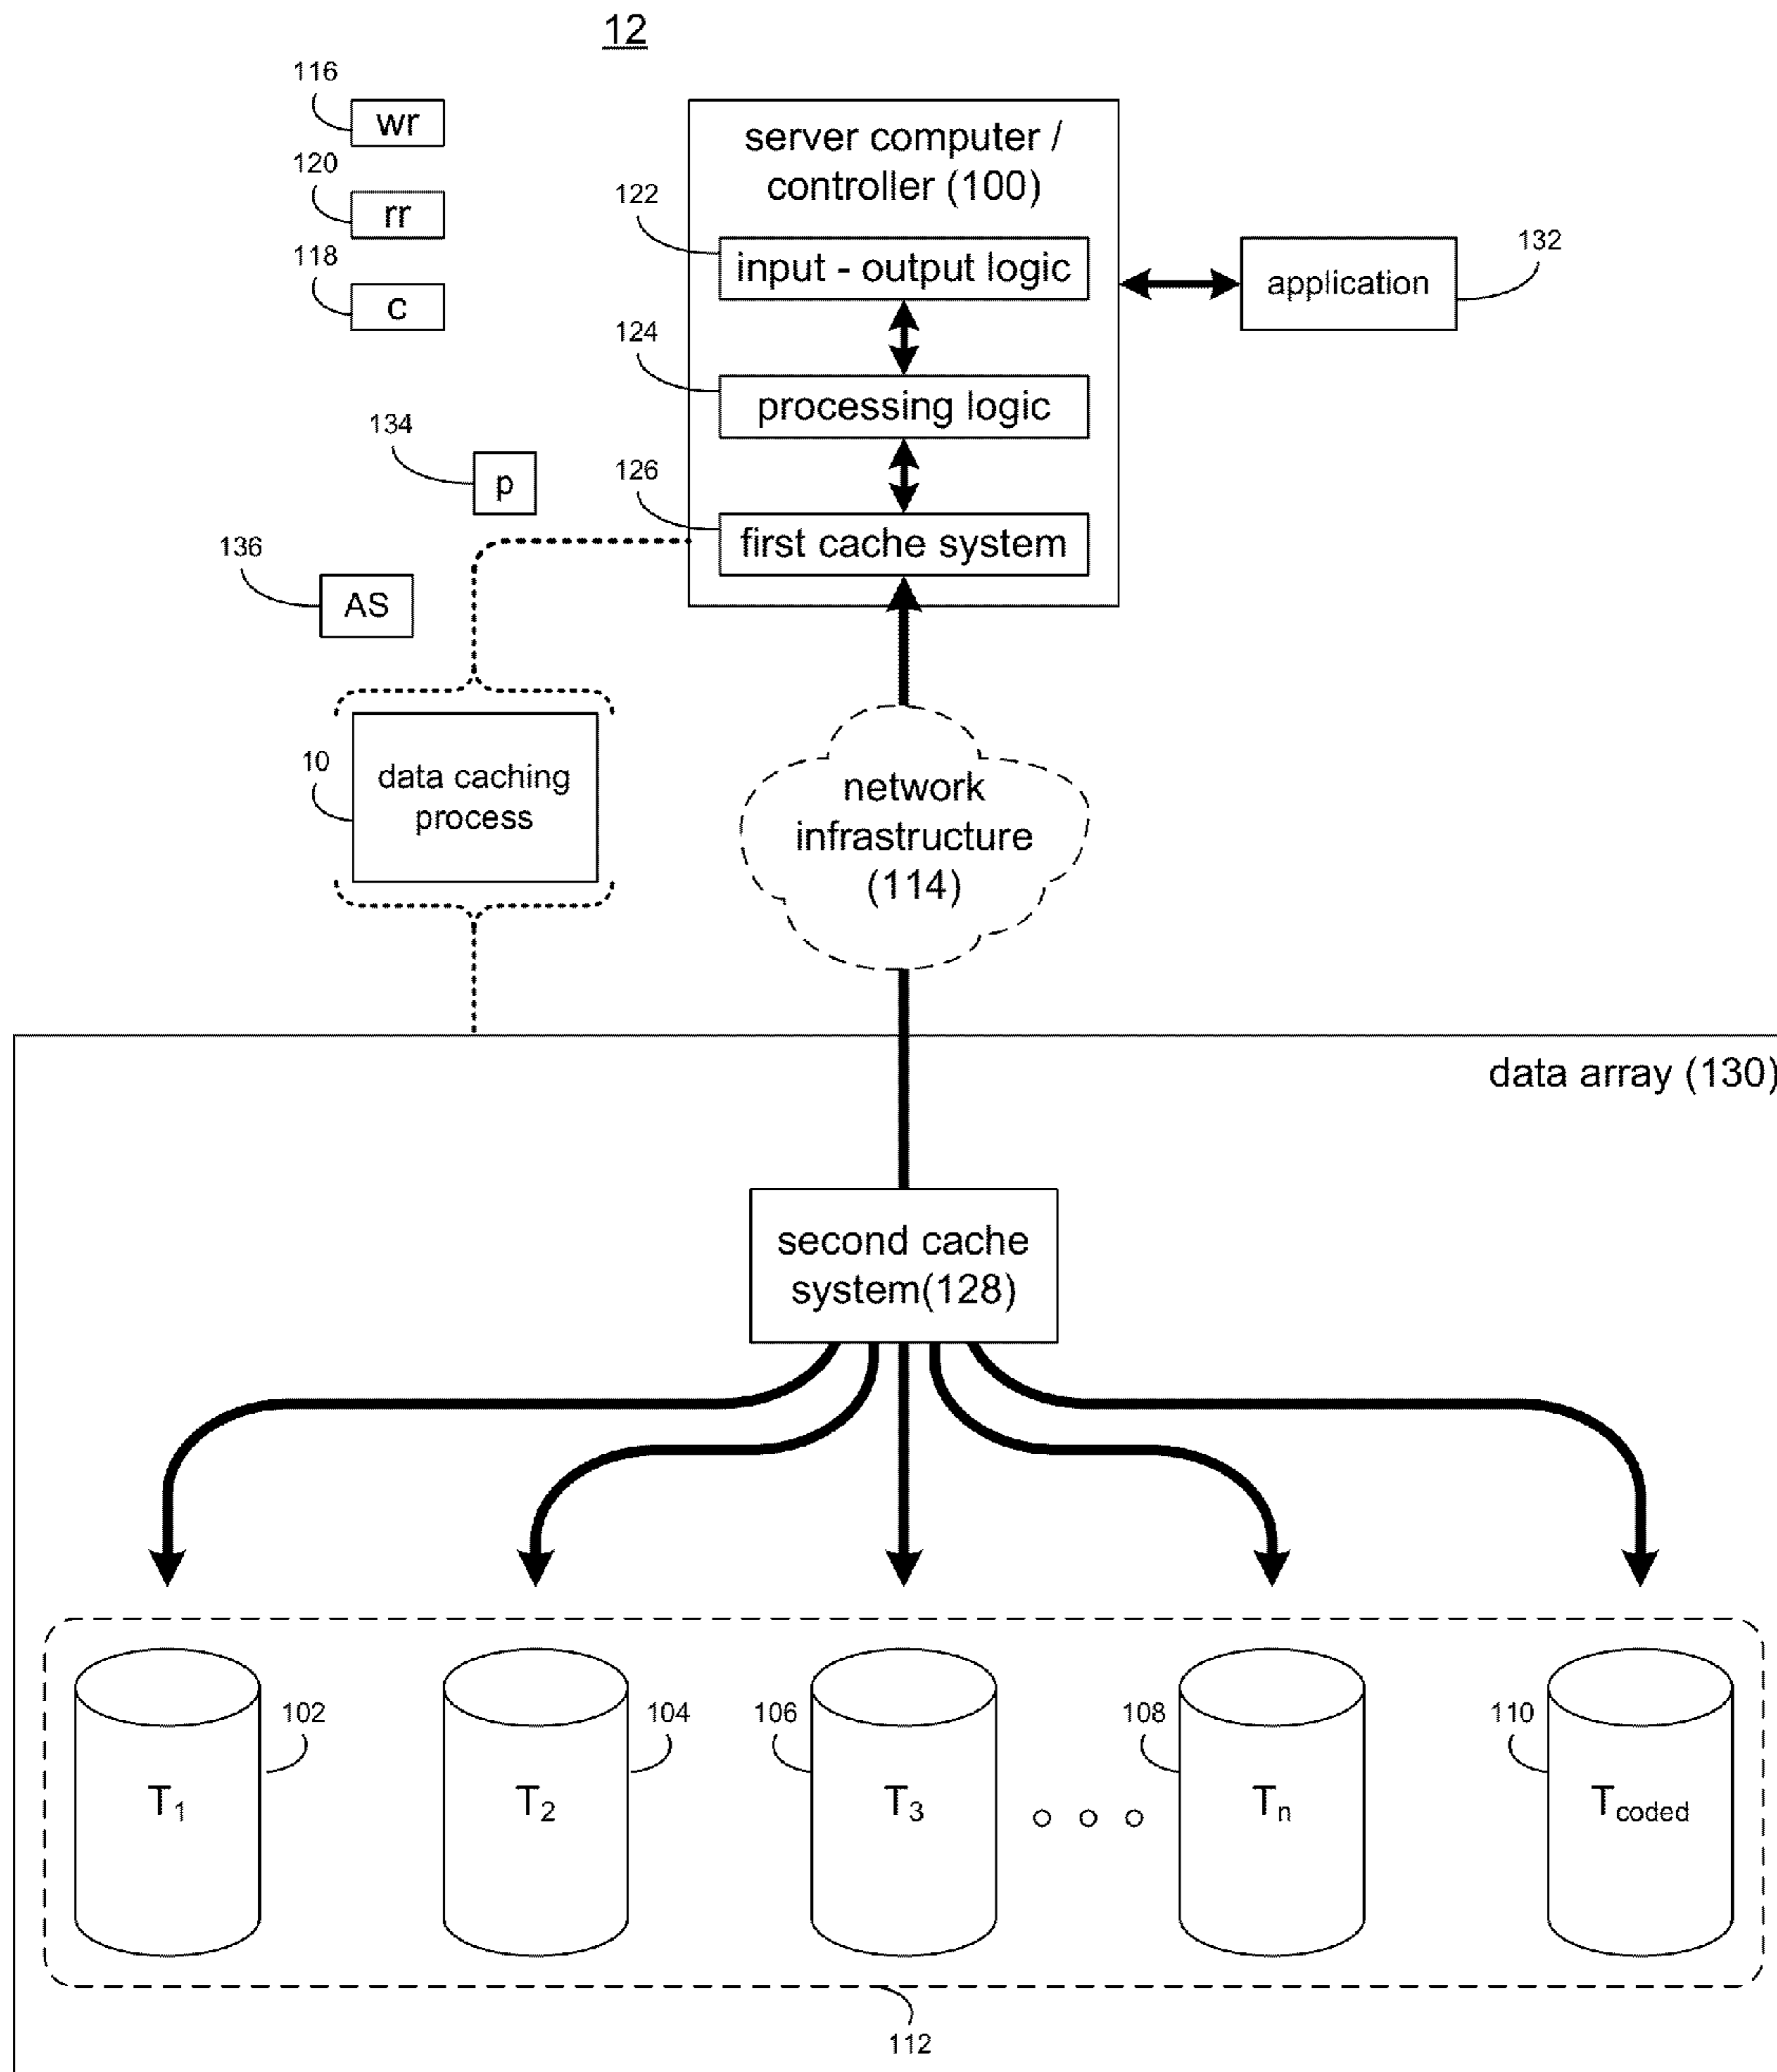 12
116
wr
120
rr
118
c
server computer /
controller (100)
122
input - output logic
124
processing logic
126
first cache system
application
132
134
p
136
AS
10
data caching
process
network
infrastructure
(114)
data array (130)
second cache
system(128)
102
T1
104
T2
106
T3
108
Tn
110
Tcoded
112